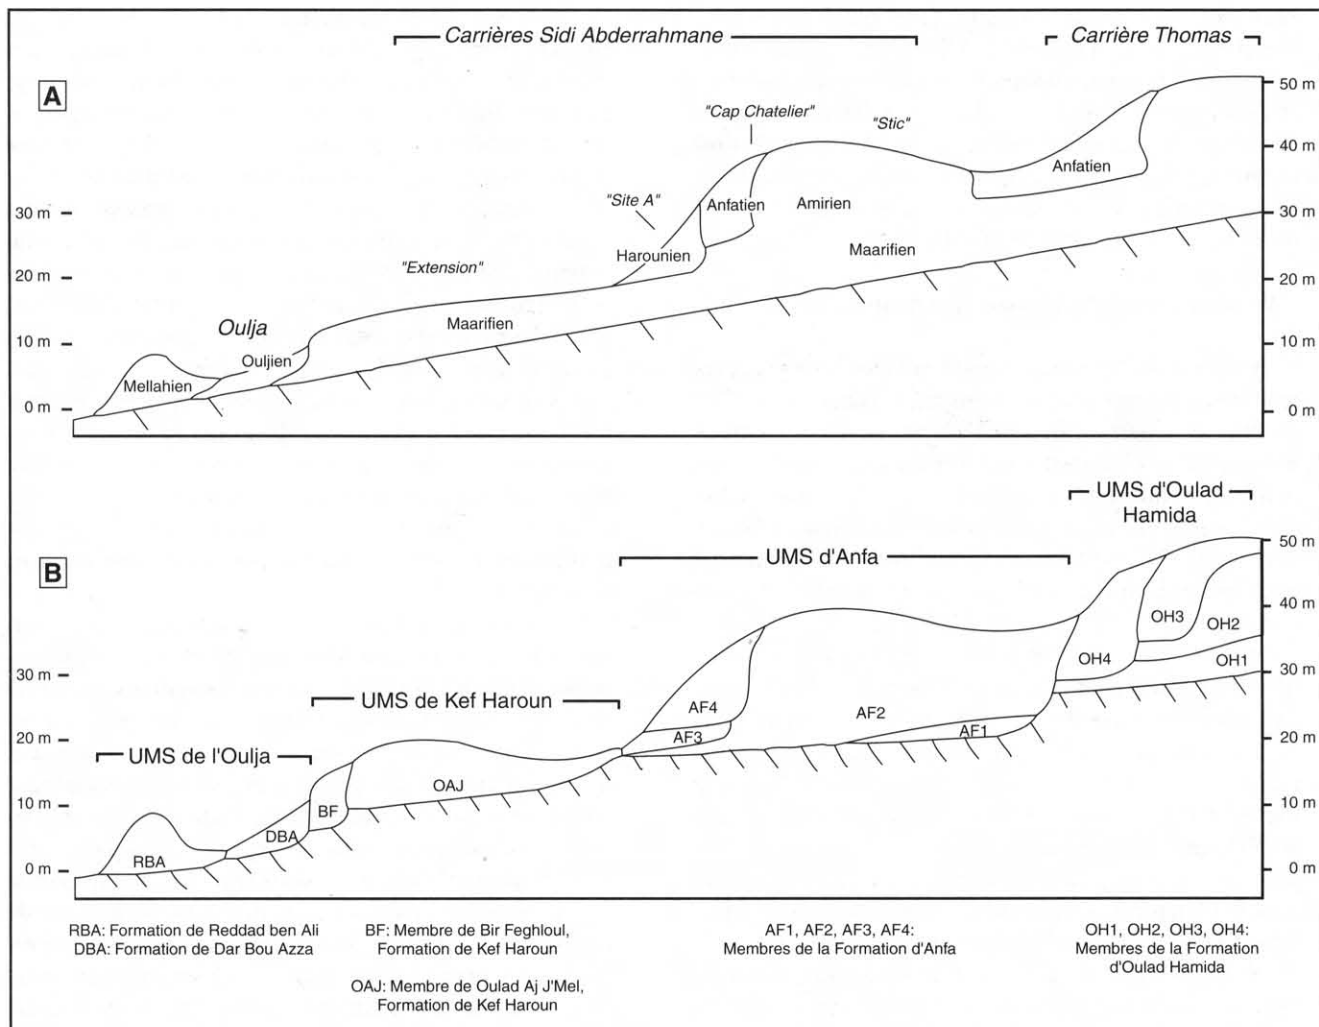 Carrières Sidi Abderrahmane
Carrière Thomas
A
50 m
"Cap Chatelier"
"Stic"
40 m
Anfatien
"Site A"
30 m
Anfatien
Amirien
30 m
Harounien
Maarifien
"Extension"
20 m
20 m
Oulja
Maarifien
10 m
Ouljien
10 m
Mellahien
0 m
0 m
UMS d'Oulad
Hamida
B
UMS d'Anfa
50 m
40 m
OH3
OH2
OH4
OH1
30 m
30 m
UMS de Kef Haroun
AF4
AF2
AF3
AF1
20 m
20 m
UMS de l'Oulja
OAJ
10 m
BF
10 m
DBA
RBA
0 m
0 m
RBA: Formation de Reddad ben Ali
DBA: Formation de Dar Bou Azza
BF: Membre de Bir Feghloul,
Formation de Kef Haroun
OAJ: Membre de Oulad Aj J'Mel,
Formation de Kef Haroun
AF1, AF2, AF3, AF4:
Membres de la Formation d'Anfa
OH1, OH2, OH3, OH4:
Membres de la Formation
d'Oulad Hamida